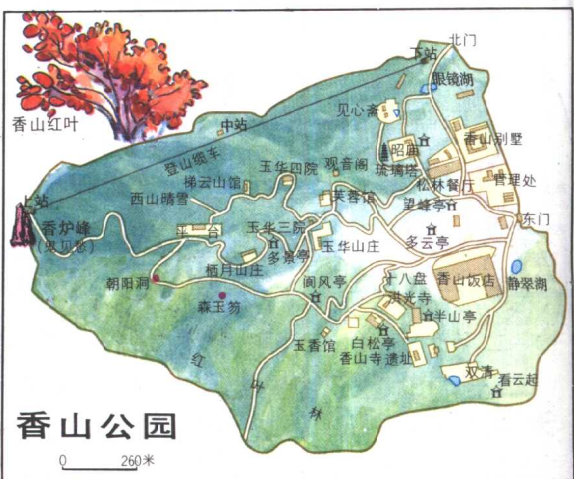 北门
下站
眼镜湖
香山红叶
中站
见心斋
登山缆车
昭庙
香山别墅
玉华四院
观音阁
琉璃塔
梯云山馆
松林餐厅
管理处
上站
西山晴雪
芙蓉馆
望峰亭
香炉峰
(鬼见愁)
平台
玉华三院
东门
多景亭
玉华山庄
多云亭
朝阳洞
栖月山庄
阆风亭
十八盘
香山饭店
静翠湖
森玉笏
洪光寺
半山亭
玉香馆
白松亭
香山寺遗址
红叶林
双清
看云起
香山公园
0 260米